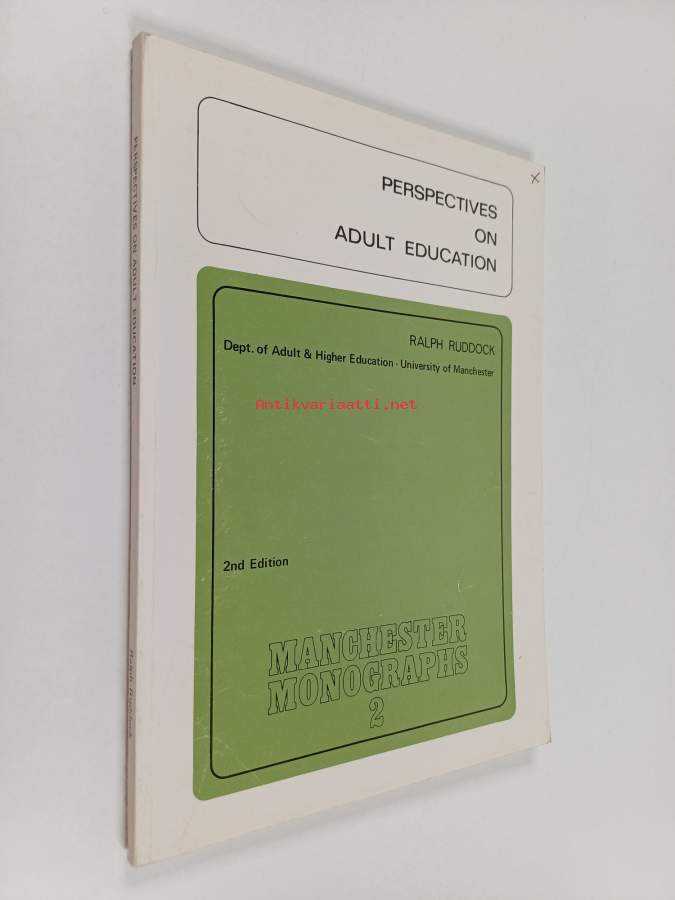 PERSPECTIVES
ON
ADULT EDUCATION
RALPH RUDDOCK
Dept. of Adult & Higher Education · University of Manchester
Antikvariaatti.net
2nd Edition
MANCHESTER
MONOGRAPHS
2
PERSPECTIVES ON ADULT EDUCATION
Ralph Ruddock